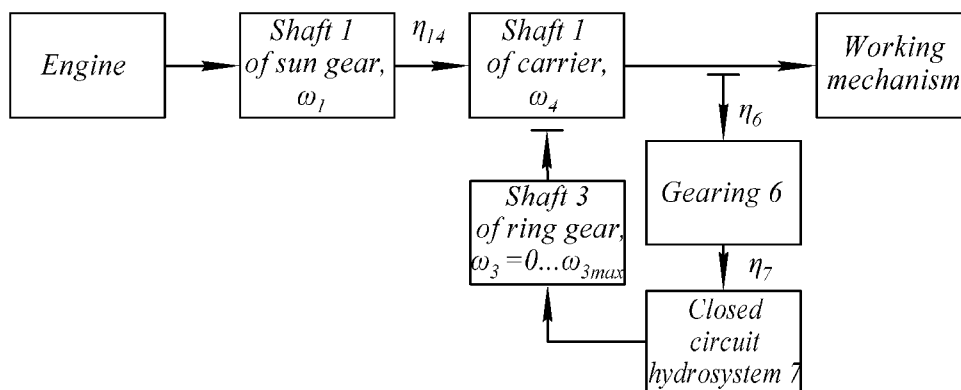 Engine
Shaft 1
of sun gear,
ω₁
η₁₄
Shaft 1
of carrier,
ω₄
Working
mechanism
η₆
Gearing 6
Shaft 3
of ring gear,
ω₃ =0...ω₃ₘₐₓ
η₇
Closed
circuit
hydrosystem 7